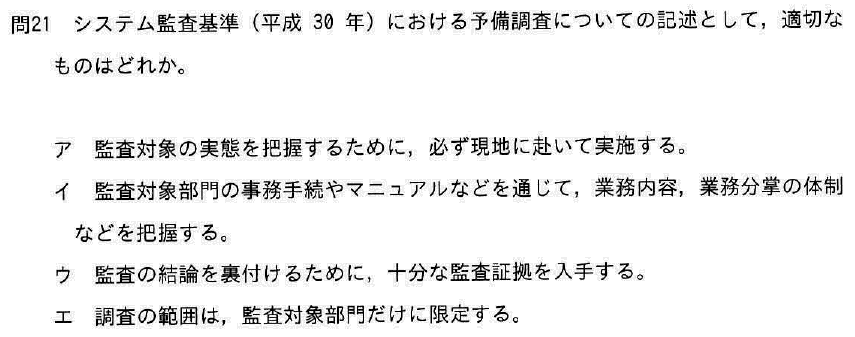 問21 システム監査基準（平成 30 年）における予備調査についての記述として，適切な
ものはどれか。
ア 監査対象の実態を把握するために，必ず現地に赴いて実施する。
イ 監査対象部門の事務手続やマニュアルなどを通じて，業務内容，業務分掌の体制
などを把握する。
ウ 監査の結論を裏付けるために，十分な監査証拠を入手する。
エ 調査の範囲は，監査対象部門だけに限定する。